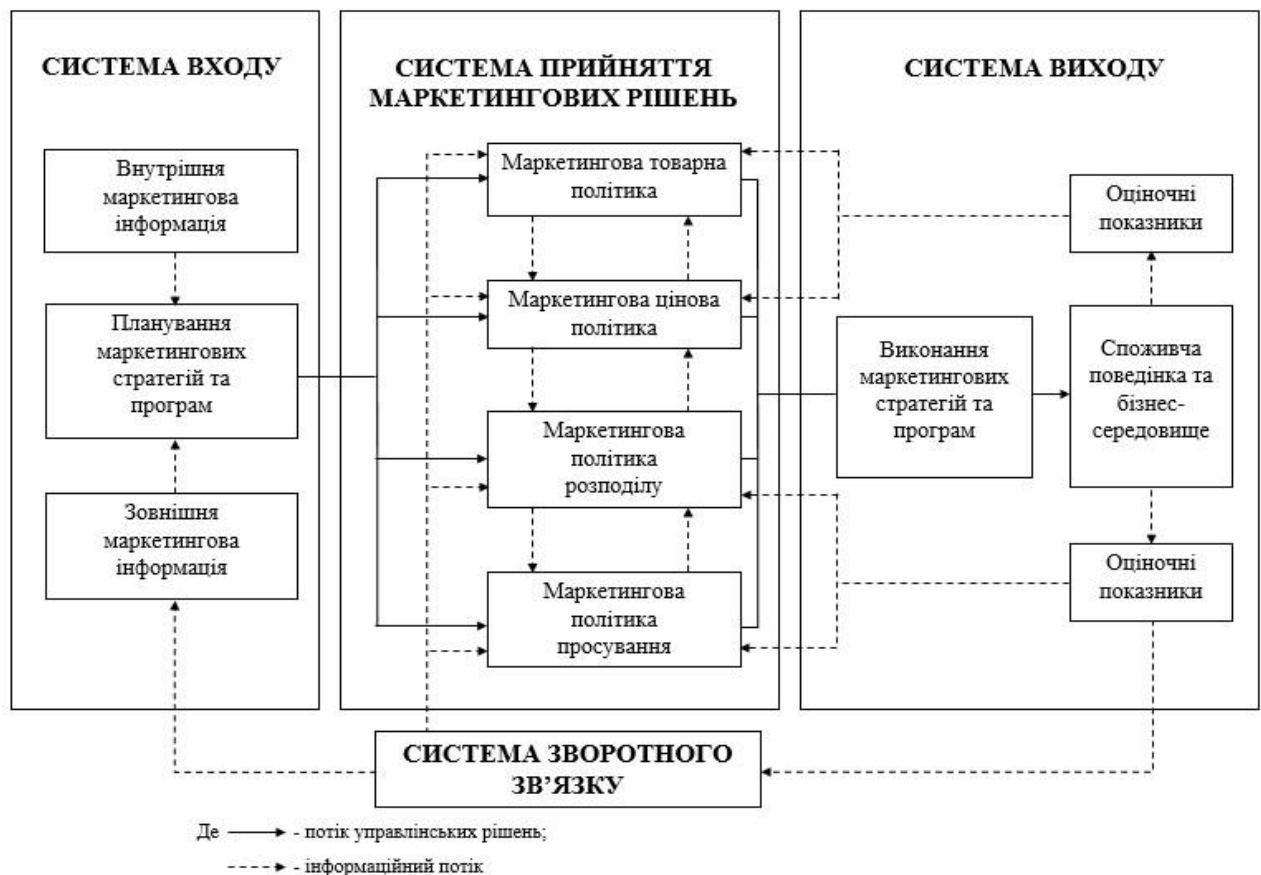 СИСТЕМА ВХОДУ
Внутрішня
маркетингова
інформація
Планування
маркетингових
стратегій та
програм
Зовнішня
маркетингова
інформація
СИСТЕМА ПРИЙНЯТТЯ
МАРКЕТИНГОВИХ РІШЕНЬ
Маркетингова товарна
політика
Маркетингова цінова
політика
Маркетингова
політика
розподілу
Маркетингова
політика
просування
СИСТЕМА ВИХОДУ
Виконання
маркетингових
стратегій та
програм
Оціночні
показники
Споживча
поведінка та
бізнес-
середовище
Оціночні
показники
СИСТЕМА ЗВОРОТНОГО
ЗВ’ЯЗКУ
Де - потік управлінських рішень;
- інформаційний потік